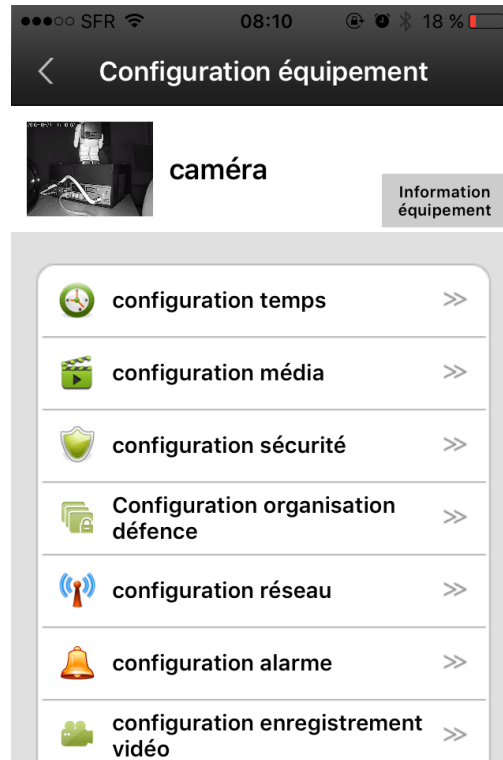 SFR 08:10 18 %
Configuration équipement
caméra
Information
équipement
configuration temps
configuration média
configuration sécurité
Configuration organisation
défence
configuration réseau
configuration alarme
configuration enregistrement
vidéo